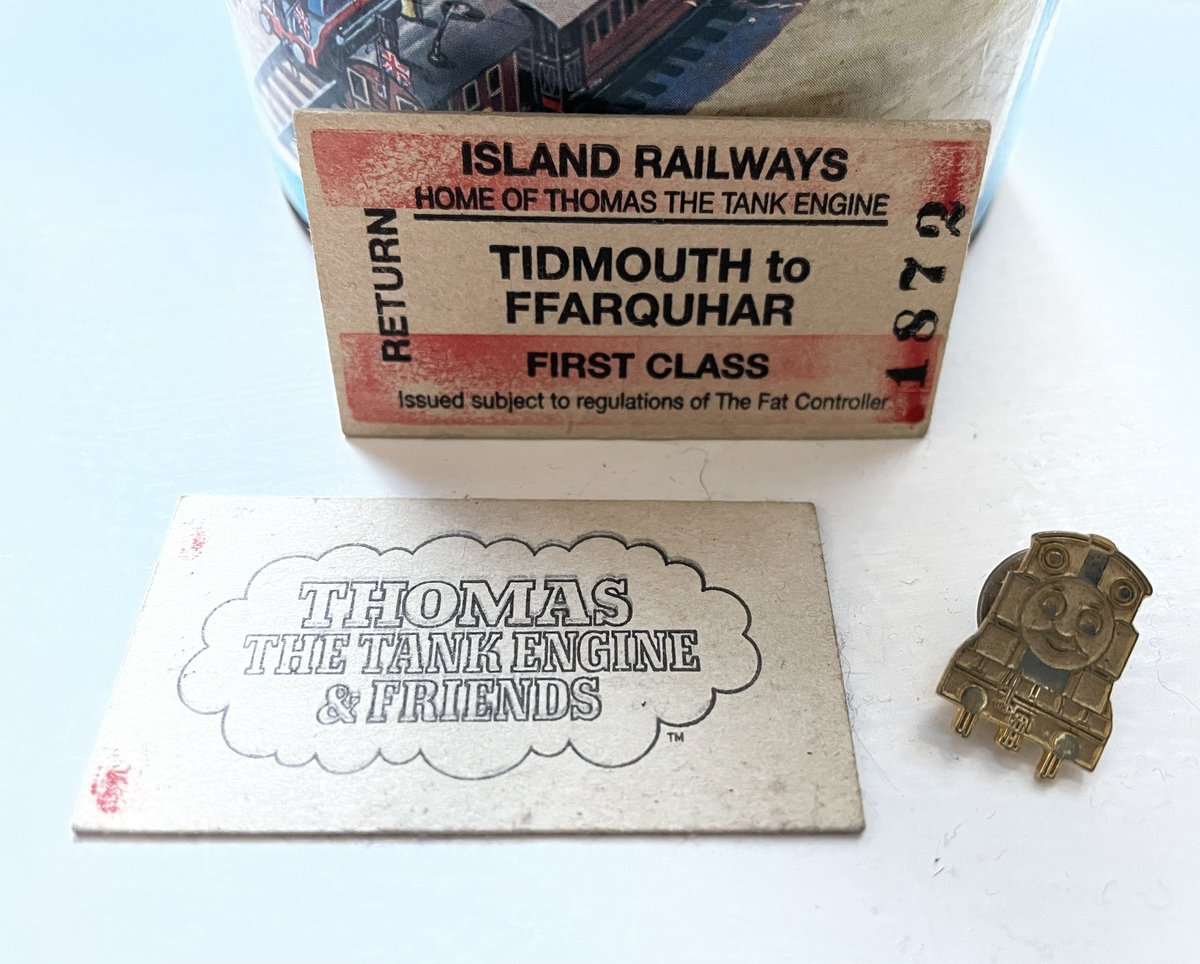 ISLAND RAILWAYS
HOME OF THOMAS THE TANK ENGINE
RETURN
TIDMOUTH to
FFARQUHAR
FIRST CLASS
Issued subject to regulations of The Fat Controller
1872
THOMAS
THE TANK ENGINE
& FRIENDS
TM